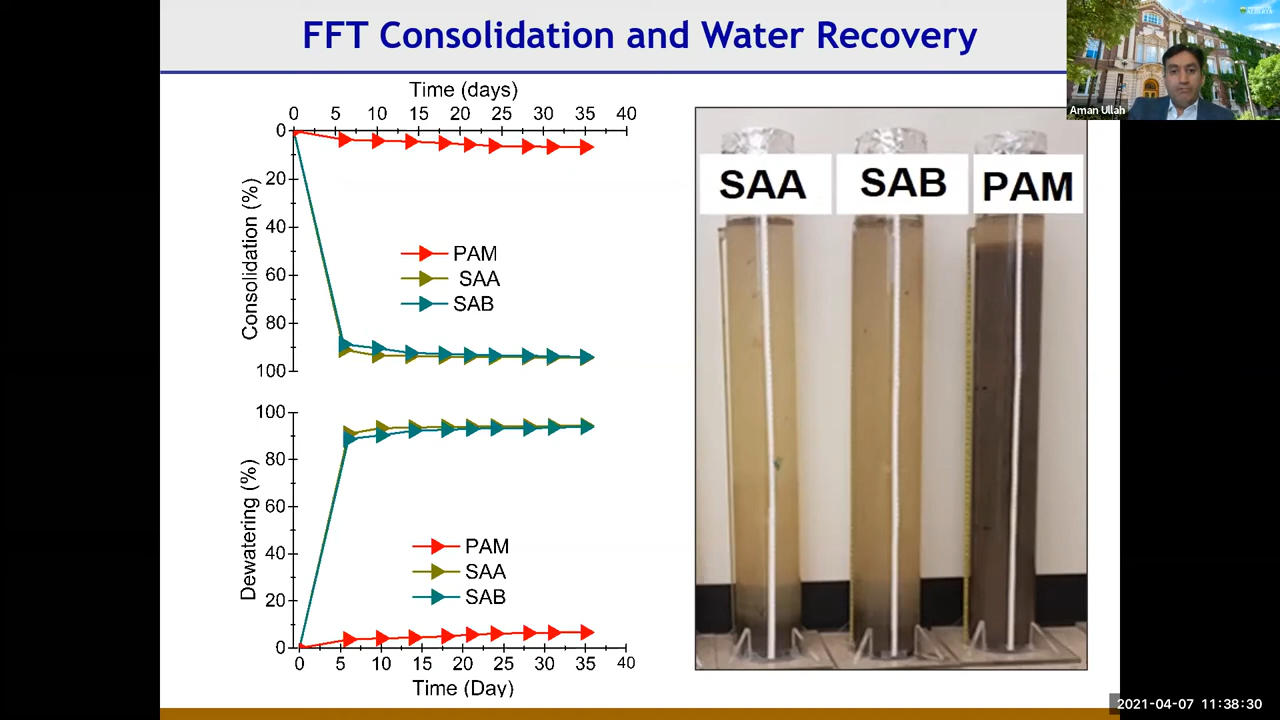 FFT Consolidation and Water Recovery
Aman Ullah
Time (days)
0 5 10 15 20 25 30 35 40
Consolidation (%)
0
20
40
60
80
100
PAM
SAA
SAB
Dewatering (%)
100
80
60
40
20
0
PAM
SAA
SAB
0 5 10 15 20 25 30 35 40
Time (Day)
SAA
SAB
PAM
2021-04-07 11:38:30